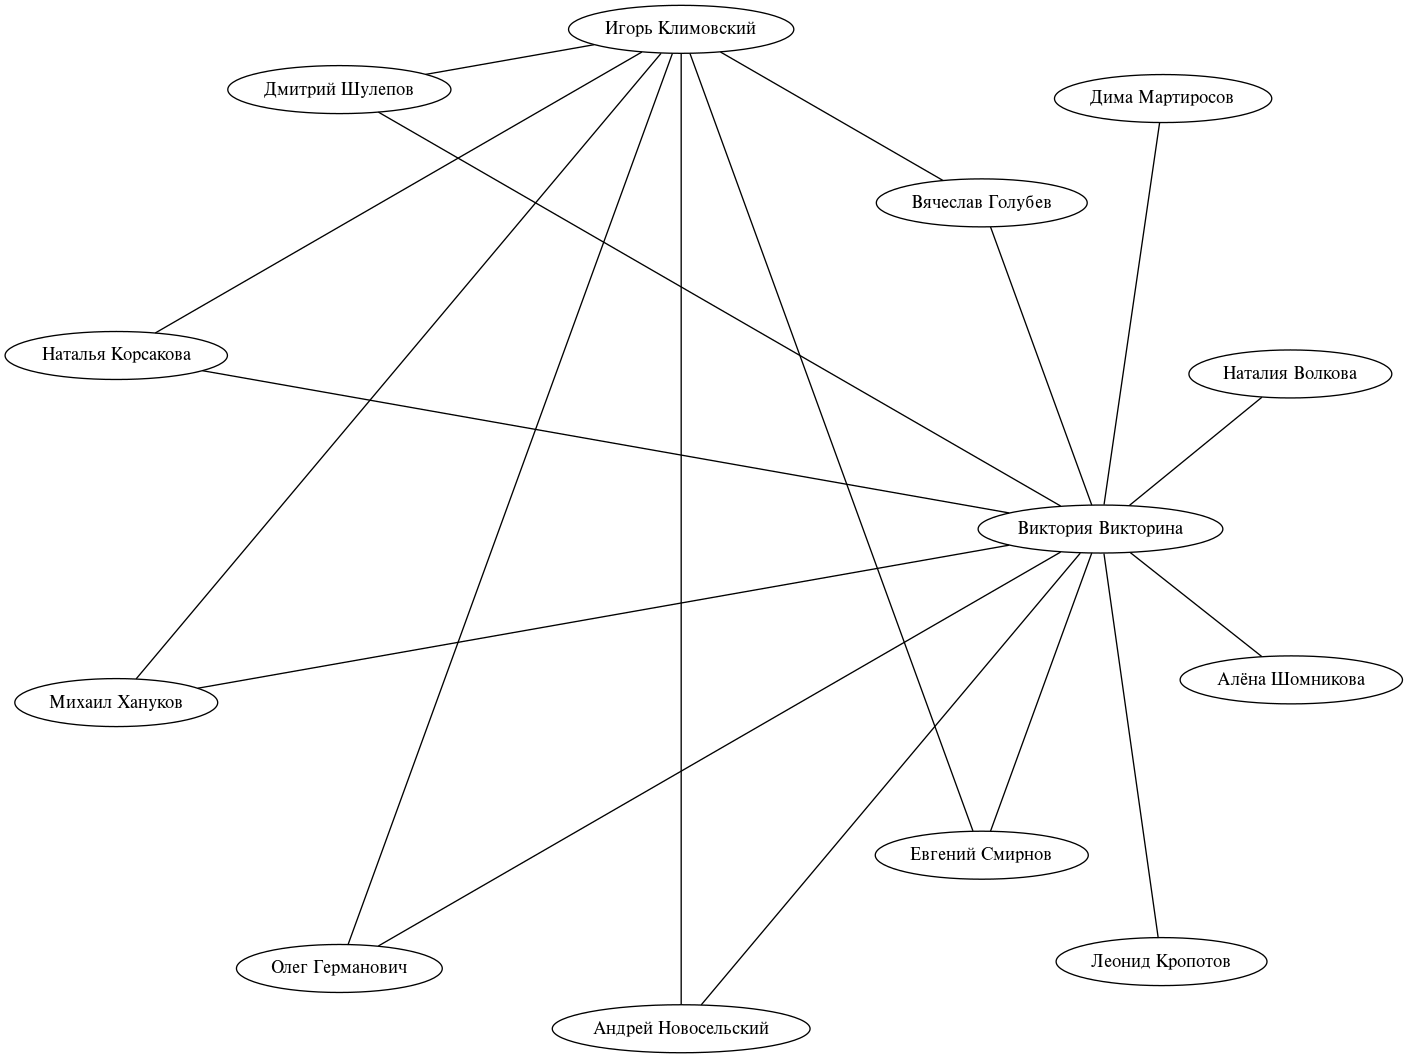 Игорь Климовский
Дмитрий Шулепов
Дима Мартиросов
Вячеслав Голубев
Наталья Корсакова
Наталия Волкова
Виктория Викторина
Алёна Шомникова
Михаил Хануков
Евгений Смирнов
Леонид Кропотов
Олег Германович
Андрей Новосельский